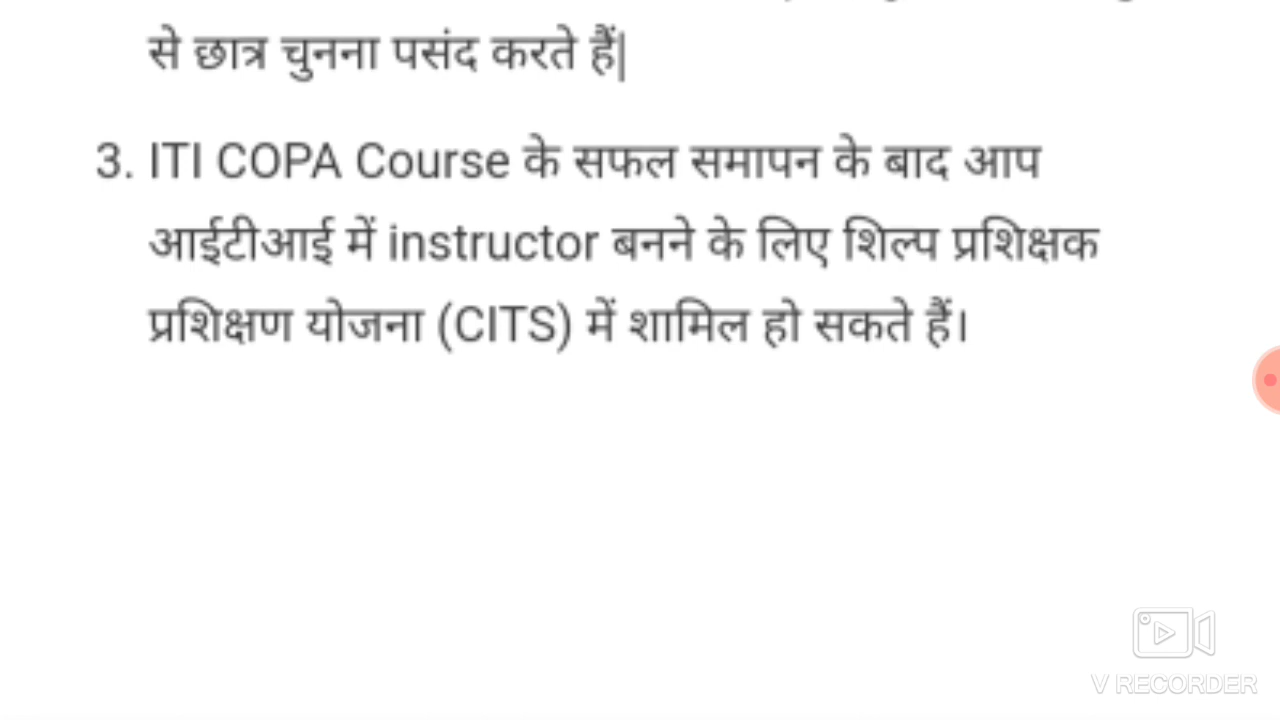 से छात्र चुनना पसंद करते हैं|
3. ITI COPA Course के सफल समापन के बाद आप
आईटीआई में instructor बनने के लिए शिल्प प्रशिक्षक
प्रशिक्षण योजना (CITS) में शामिल हो सकते हैं।
V RECORDER